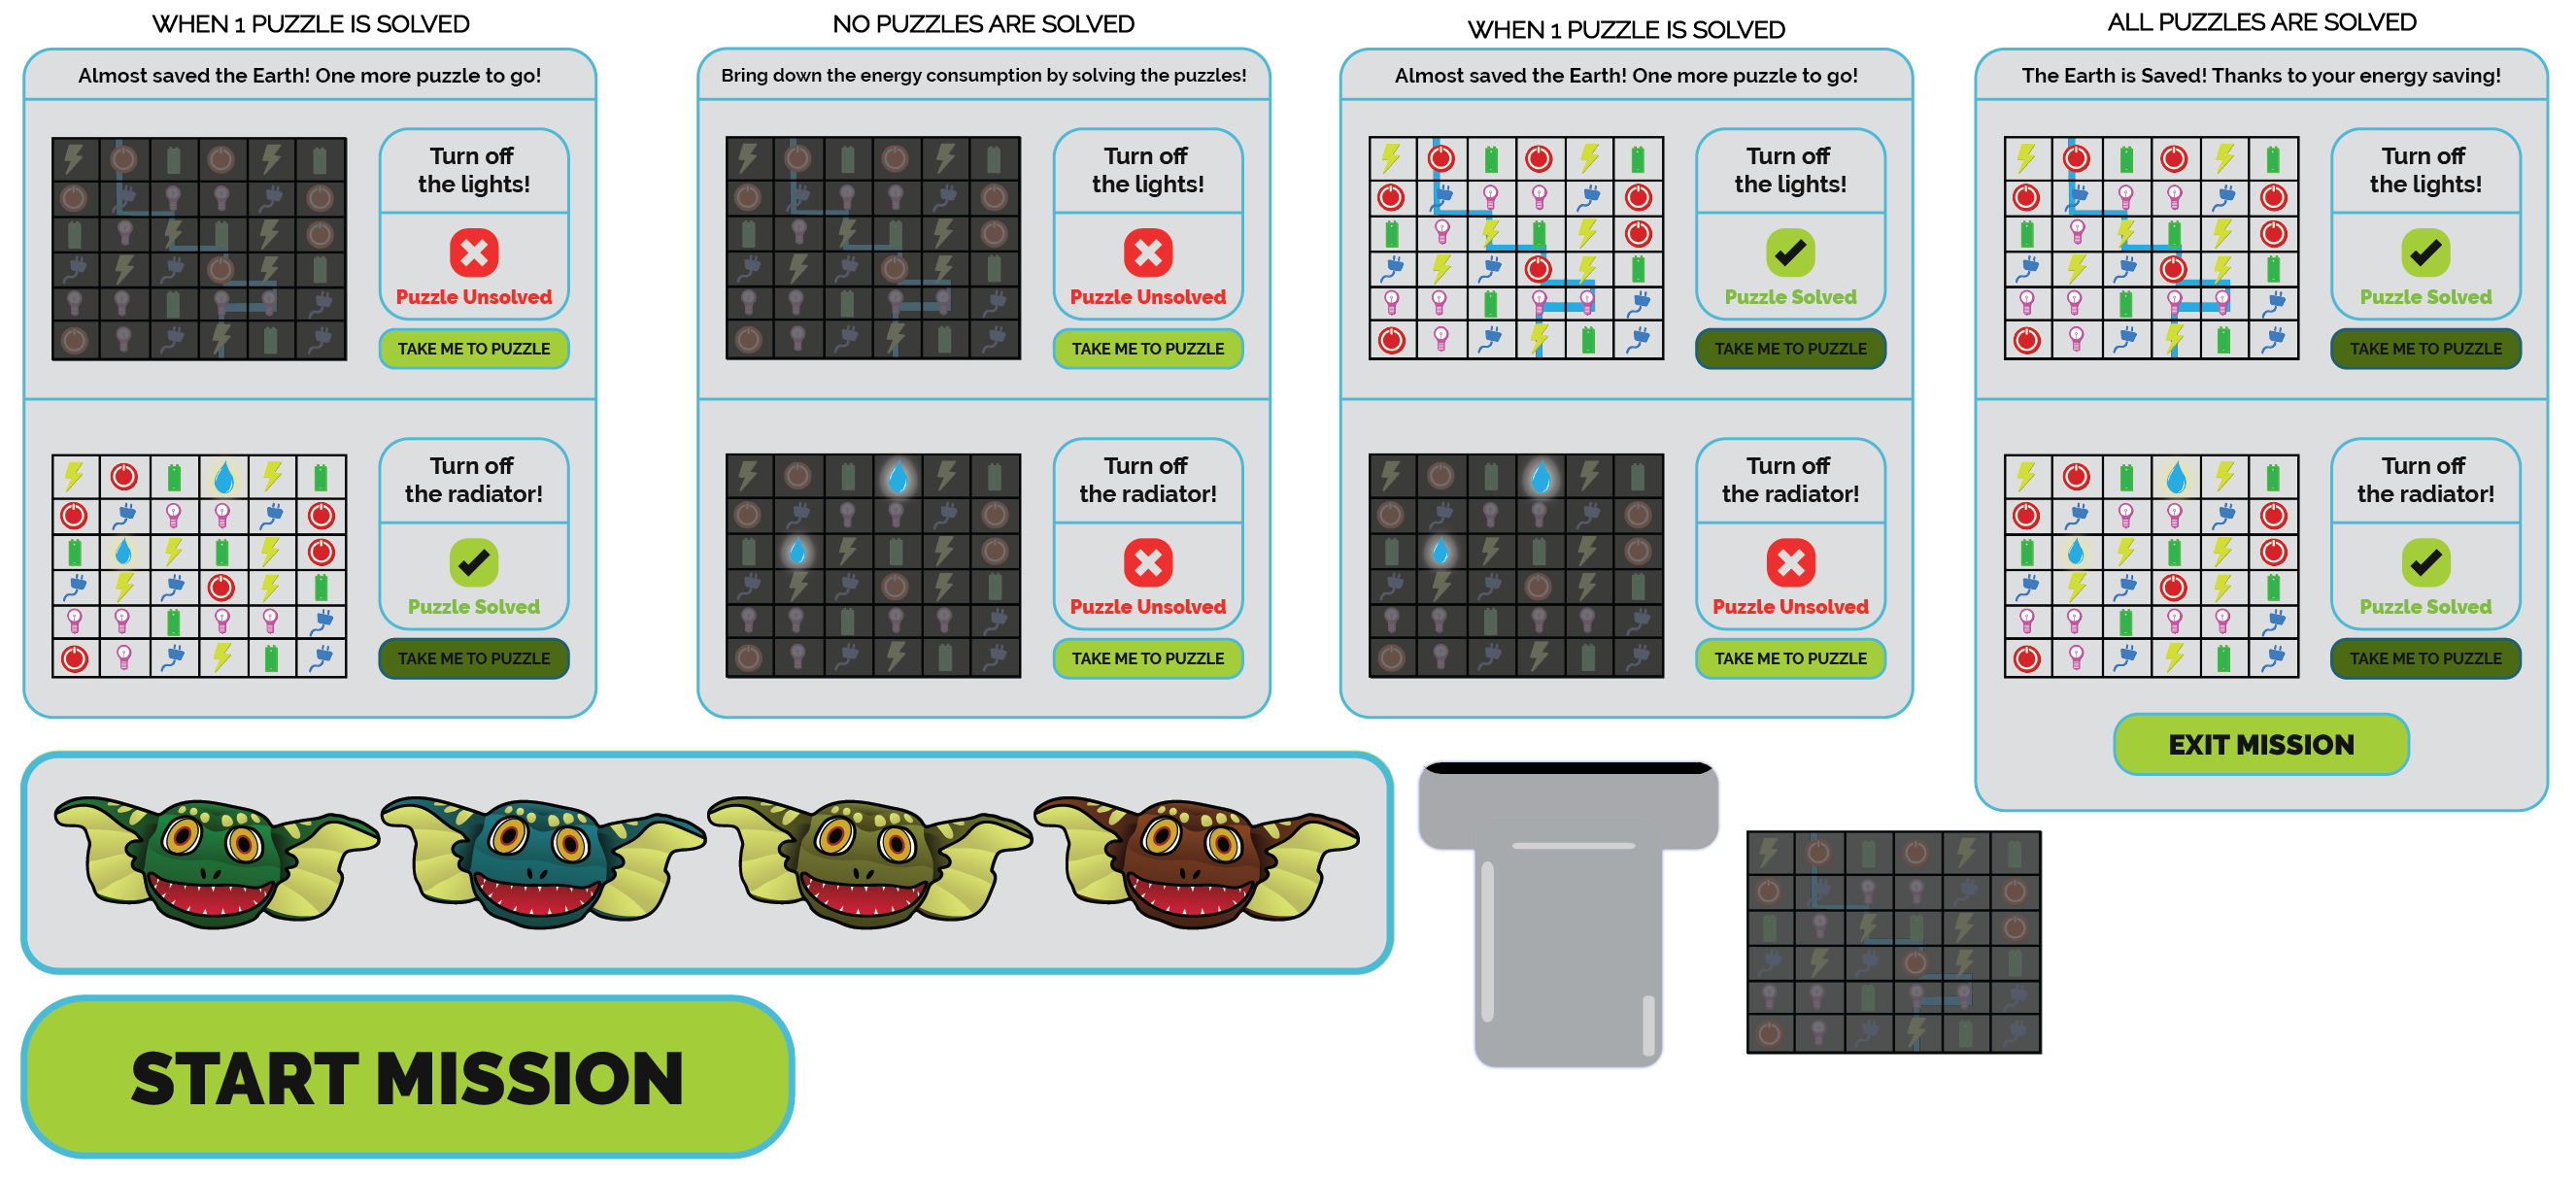 WHEN 1 PUZZLE IS SOLVED
Almost saved the Earth! One more puzzle to go!
Turn off
the lights!
Puzzle Unsolved
TAKE ME TO PUZZLE
Turn off
the radiator!
Puzzle Solved
TAKE ME TO PUZZLE
NO PUZZLES ARE SOLVED
Bring down the energy consumption by solving the puzzles!
Turn off
the lights!
Puzzle Unsolved
TAKE ME TO PUZZLE
Turn off
the radiator!
Puzzle Unsolved
TAKE ME TO PUZZLE
WHEN 1 PUZZLE IS SOLVED
Almost saved the Earth! One more puzzle to go!
Turn off
the lights!
Puzzle Solved
TAKE ME TO PUZZLE
Turn off
the radiator!
Puzzle Unsolved
TAKE ME TO PUZZLE
ALL PUZZLES ARE SOLVED
The Earth is Saved! Thanks to your energy saving!
Turn off
the lights!
Puzzle Solved
TAKE ME TO PUZZLE
Turn off
the radiator!
Puzzle Solved
TAKE ME TO PUZZLE
EXIT MISSION
START MISSION